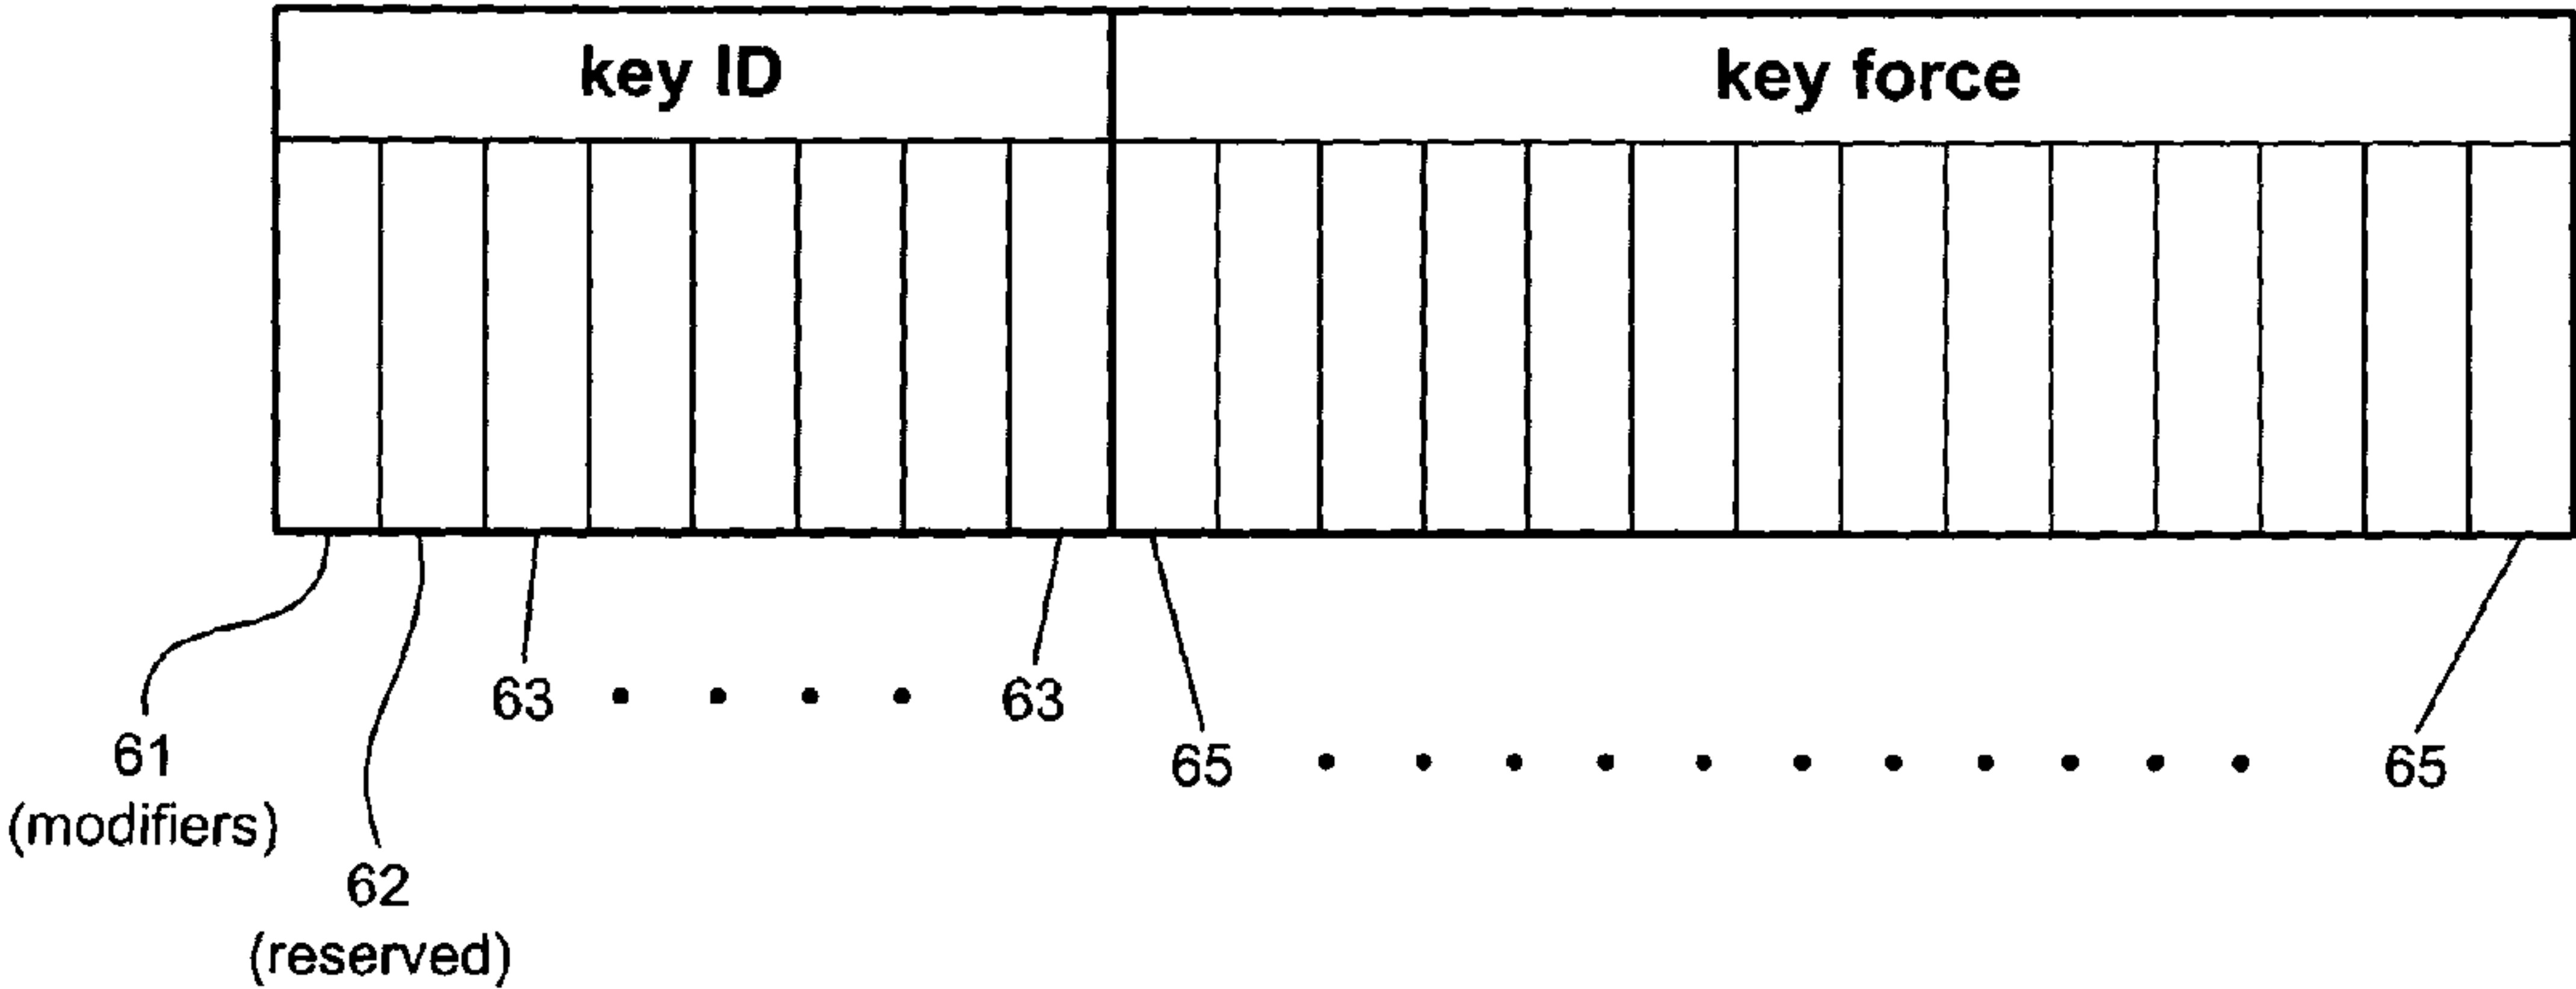 key ID
key force
63 • • • • 63
65 • • • • • • • • • • • 65
61
(modifiers)
62
(reserved)